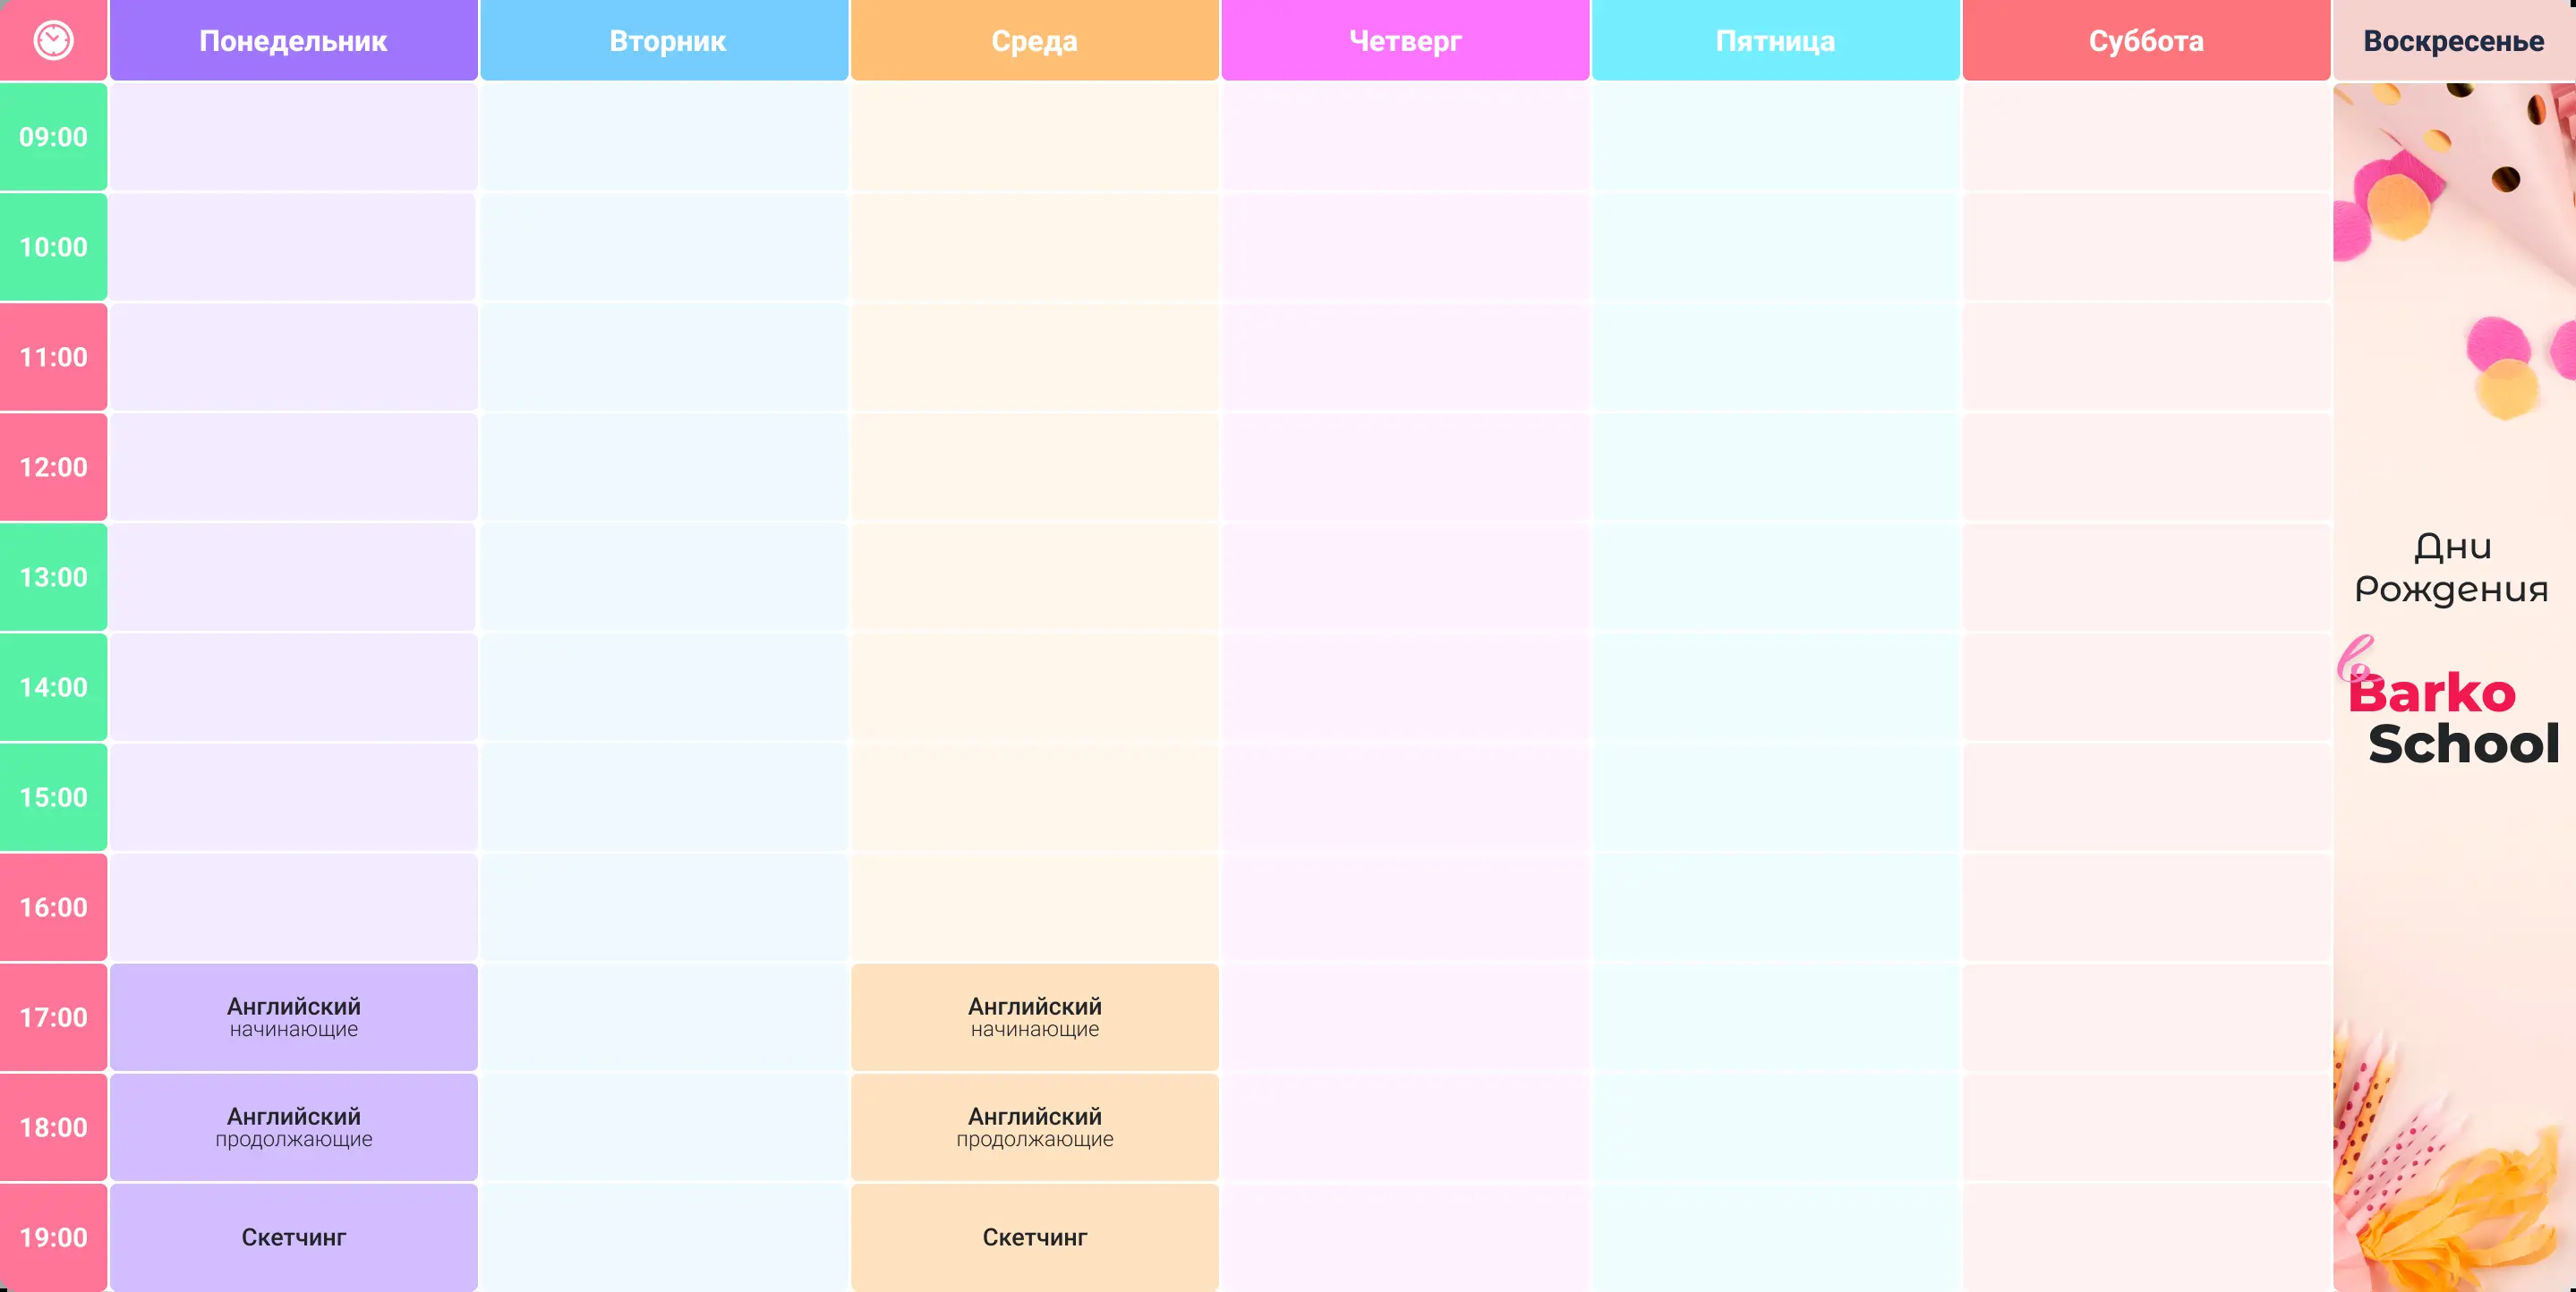 Понедельник
Вторник
Среда
Четверг
Пятница
Суббота
Воскресенье
09:00
10:00
11:00
12:00
13:00
Дни
Рождения
14:00
в
Barko
School
15:00
16:00
17:00
Английский
начинающие
Английский
начинающие
18:00
Английский
продолжающие
Английский
продолжающие
19:00
Скетчинг
Скетчинг